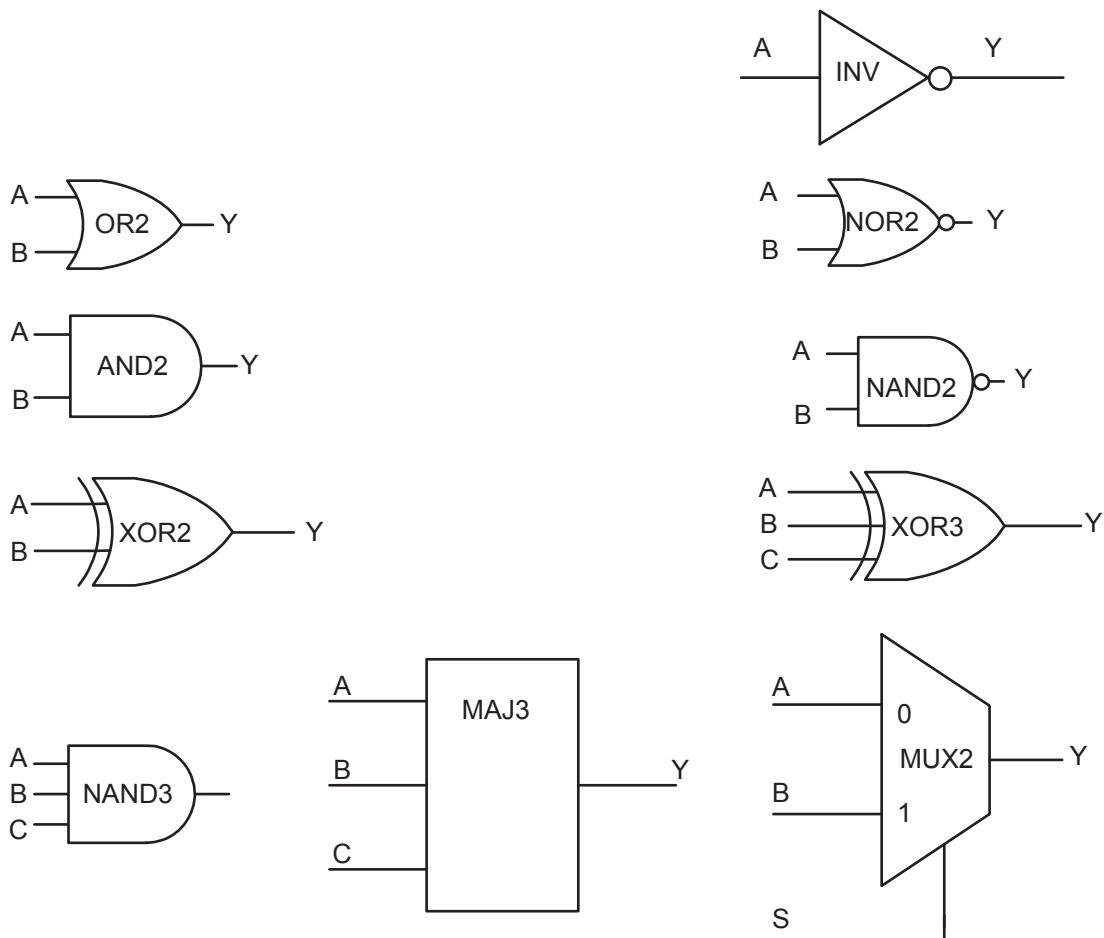 A INV Y
A
OR2 Y
B
A
NOR2 Y
B
A
AND2 Y
B
A
NAND2 Y
B
A
XOR2 Y
B
A
B XOR3 Y
C
A
B NAND3
C
A MAJ3
B Y
C
A 0
MUX2 Y
B 1
S